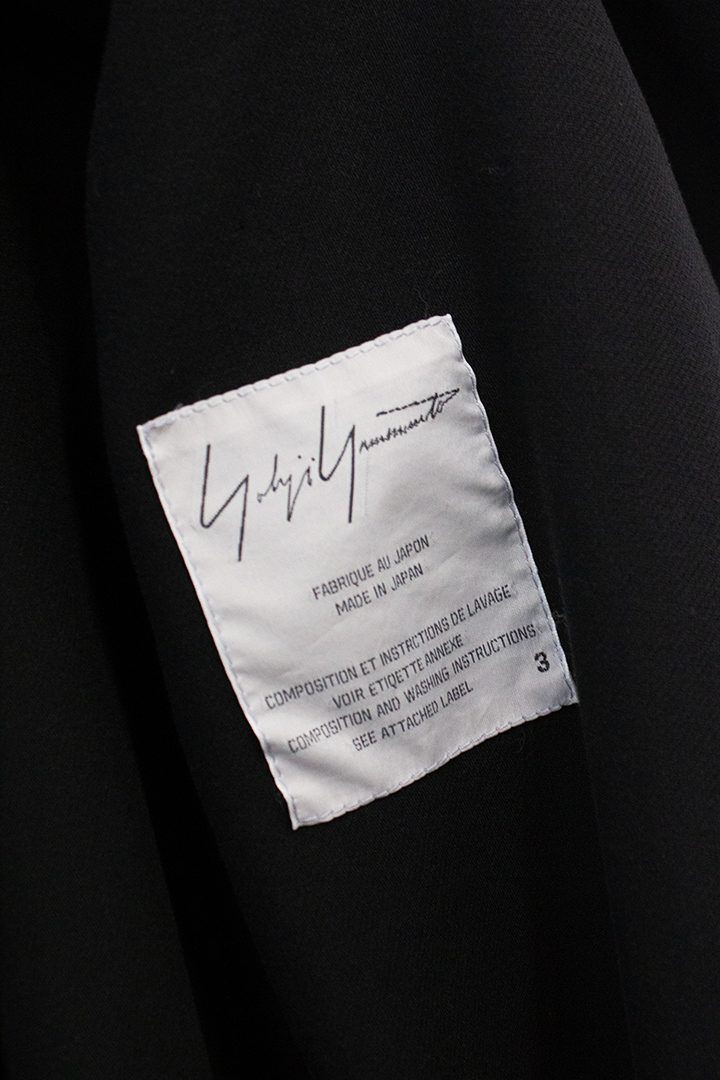 Yohji Yamamoto
FABRIQUE AU JAPON
MADE IN JAPAN
COMPOSITION ET INSTRCTIONS DE LAVAGE
VOIR ETIQETTE ANNEXE
COMPOSITION AND WASHING INSTRUCTIONS
SEE ATTACHED LABEL
3